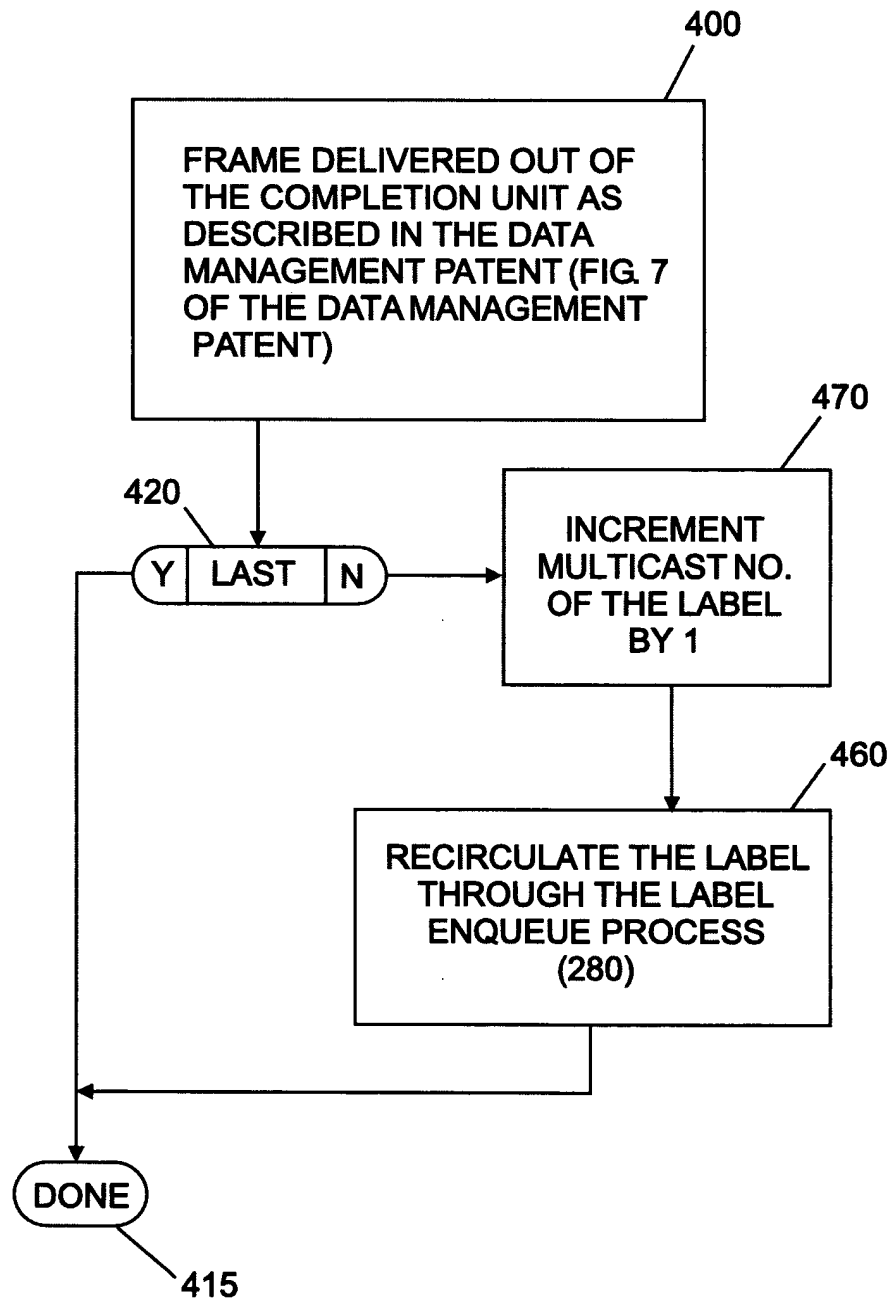 400
FRAME DELIVERED OUT OF
THE COMPLETION UNIT AS
DESCRIBED IN THE DATA
MANAGEMENT PATENT (FIG. 7
OF THE DATA MANAGEMENT
PATENT)
470
420
Y LAST N
INCREMENT
MULTICAST NO.
OF THE LABEL
BY 1
460
RECIRCULATE THE LABEL
THROUGH THE LABEL
ENQUEUE PROCESS
(280)
DONE
415